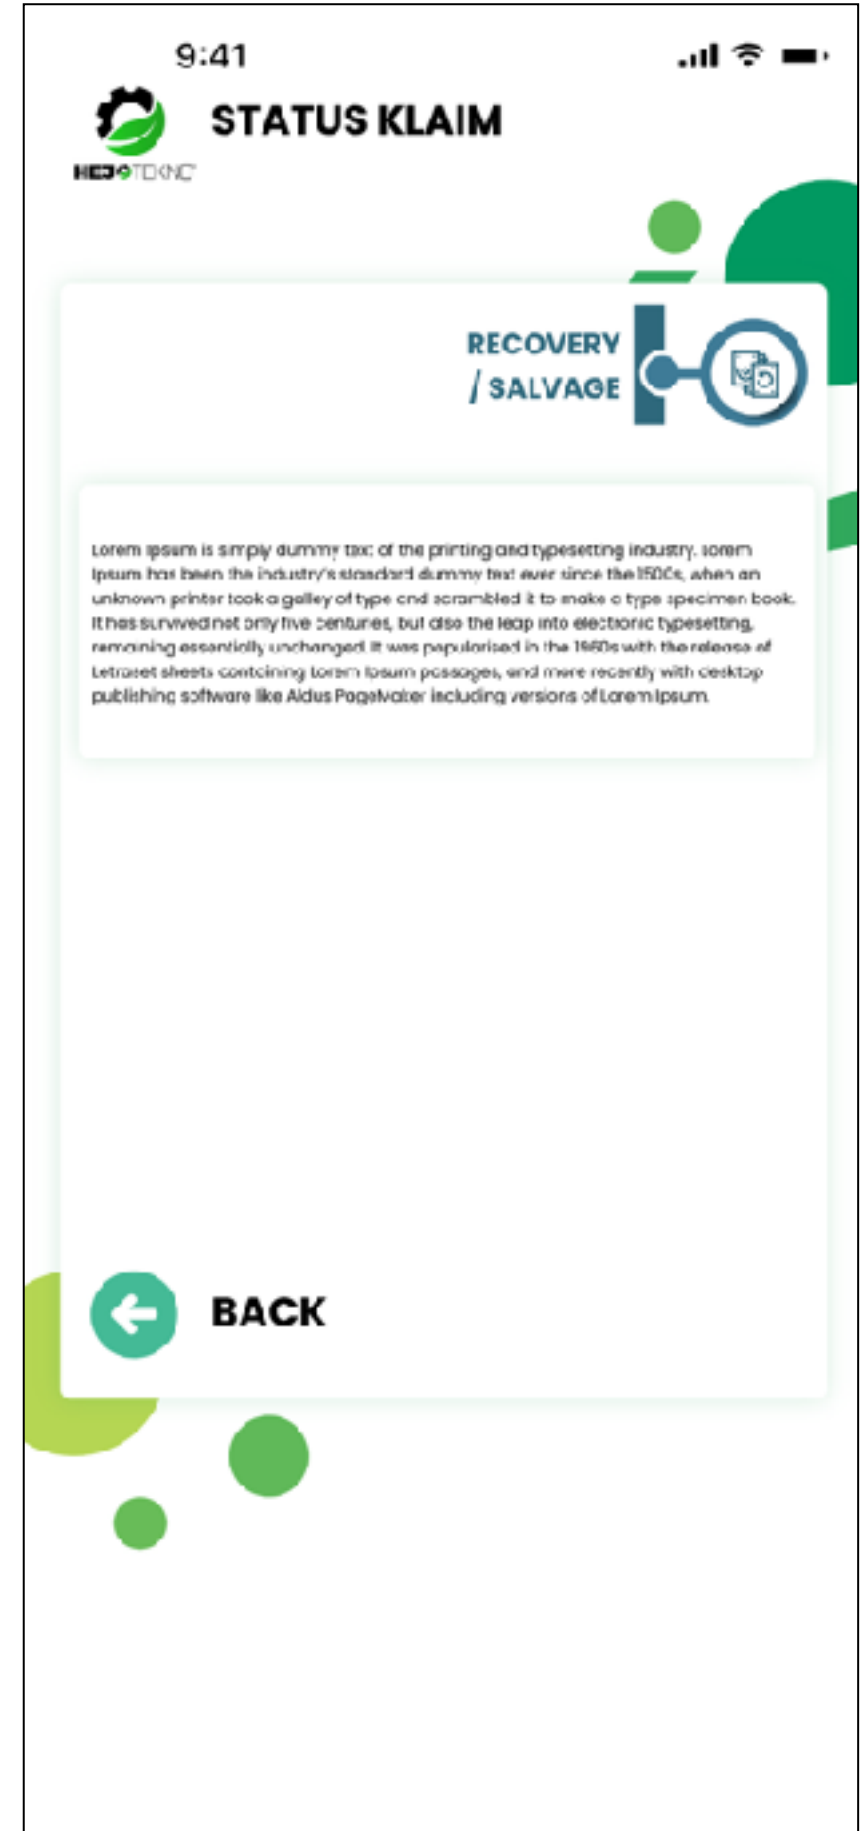 9:41
STATUS KLAIM
HEJOTEKNO
RECOVERY
/ SALVAGE
Lorem Ipsum is simply dummy text of the printing and typesetting industry. Lorem
Ipsum has been the industry's standard dummy text ever since the 1500s, when an
unknown printer took a galley of type and scrambled it to make a type specimen book.
It has survived not only five centuries, but also the leap into electronic typesetting,
remaining essentially unchanged. It was popularised in the 1960s with the release of
Letraset sheets containing Lorem Ipsum passages, and more recently with desktop
publishing software like Aldus PageMaker including versions of Lorem Ipsum.
BACK